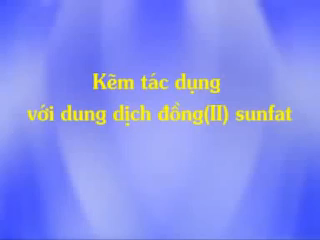 Kẽm tác dụng
với dung dịch đồng(II) sunfat